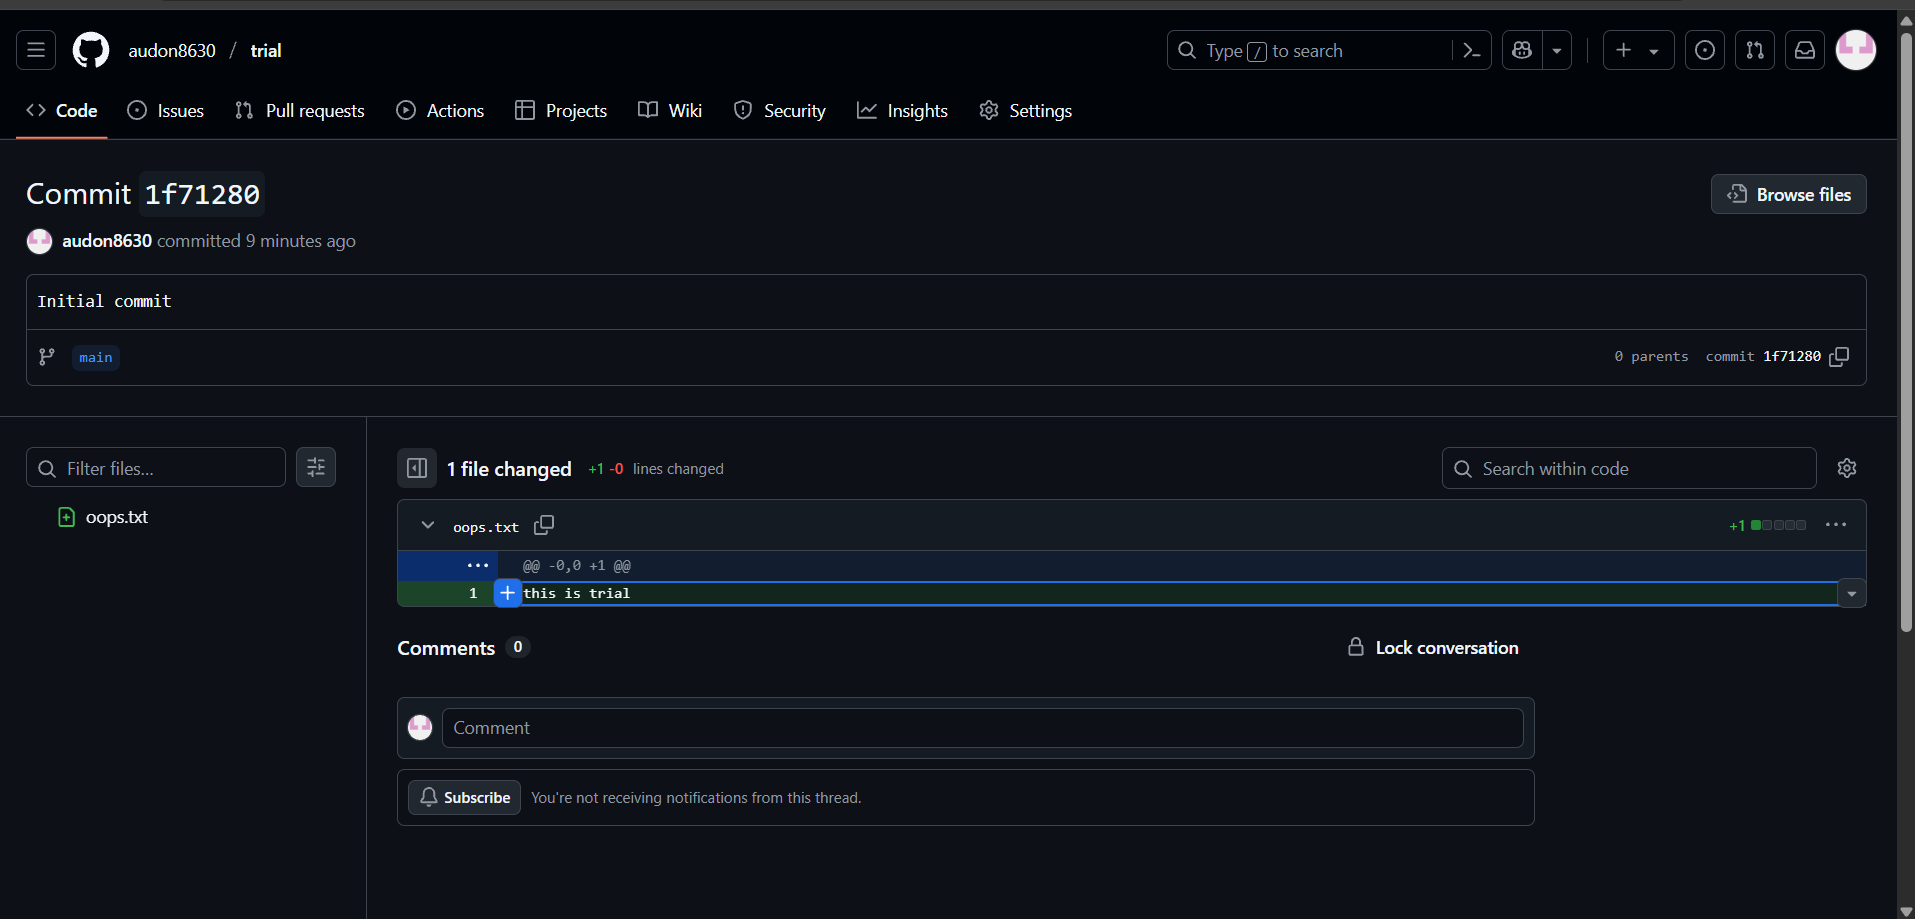 audon8630 / trial
Type / to search
Code Issues Pull requests Actions Projects Wiki Security Insights Settings
Commit 1f71280
Browse files
audon8630 committed 9 minutes ago
Initial commit
main
0 parents commit 1f71280
Filter files...
oops.txt
1 file changed +1 -0 lines changed
Search within code
oops.txt
+1
@@ -0,0 +1 @@
1 + this is trial
Comments 0
Lock conversation
Comment
Subscribe You're not receiving notifications from this thread.